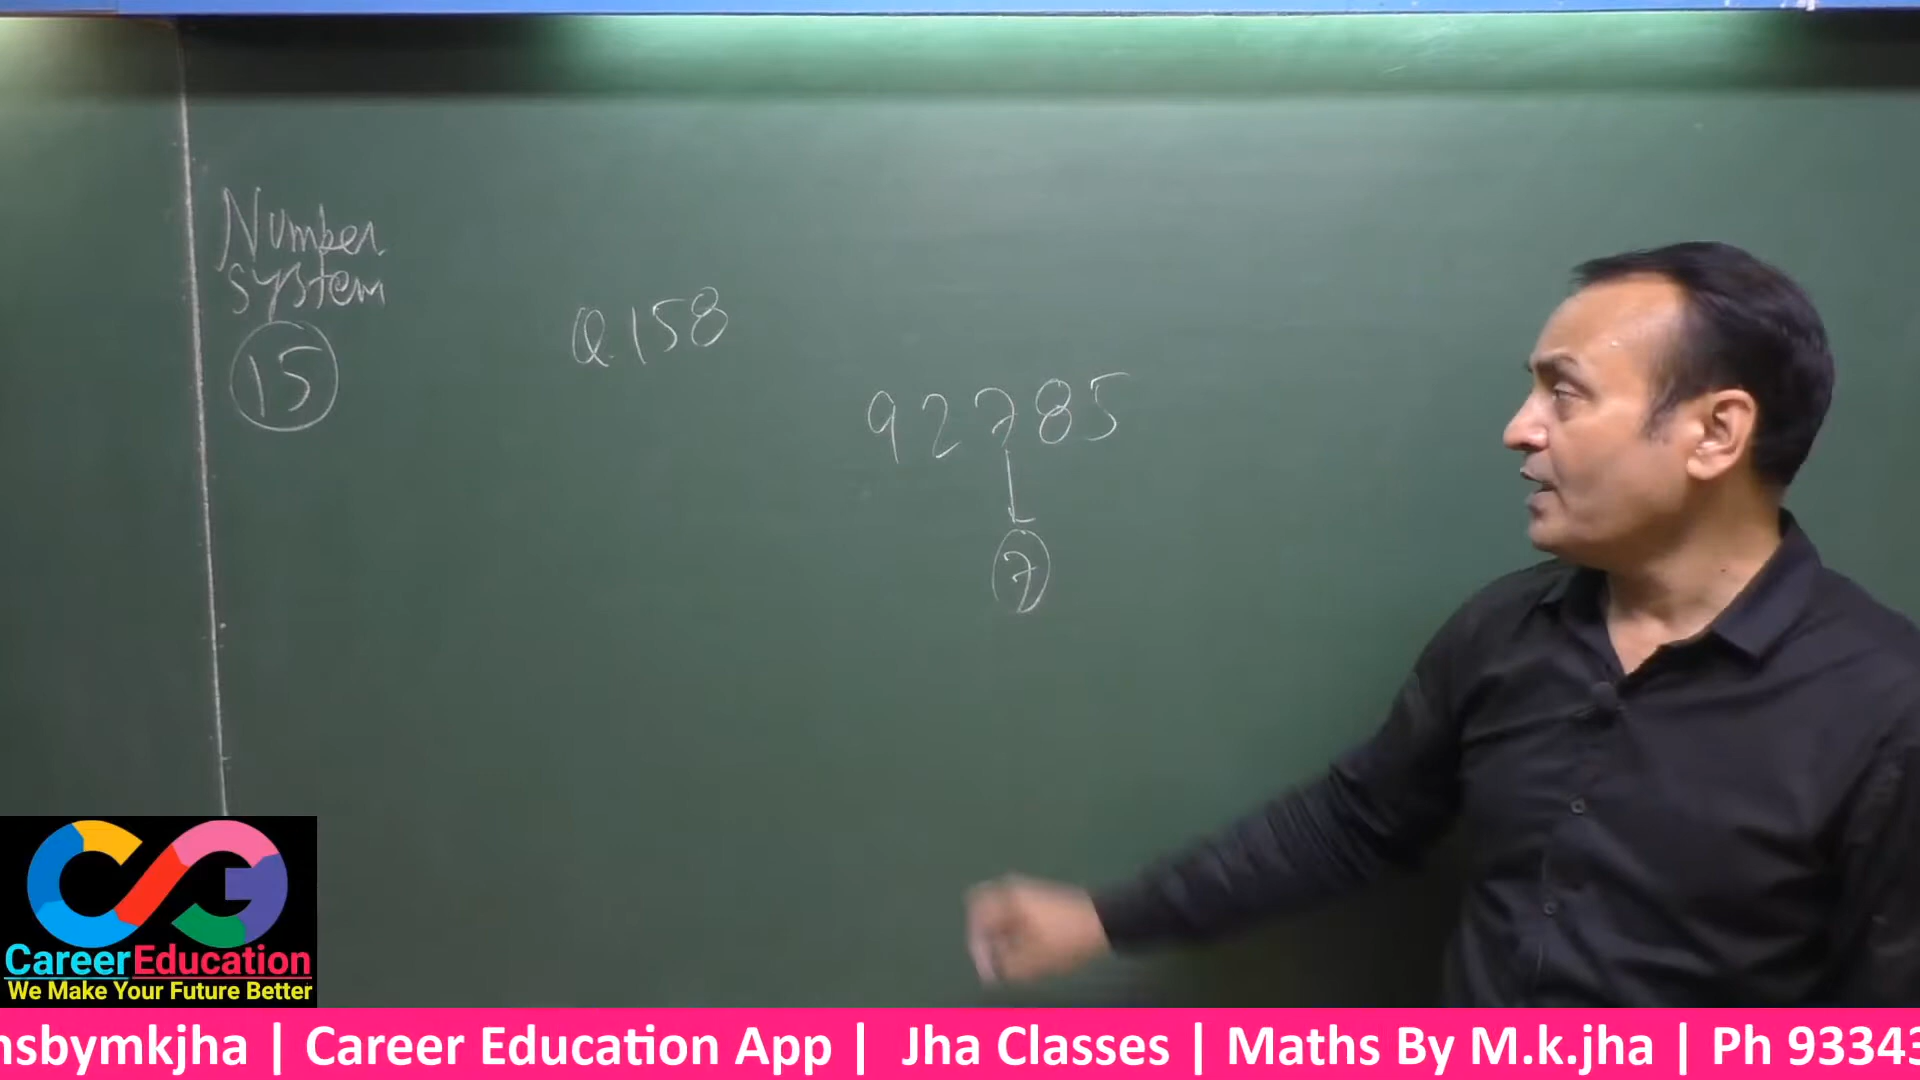 Number
system
15
Q.158
92785
7
CareerEducation
We Make Your Future Better
nsbymkjha | Career Education App | Jha Classes | Maths By M.k.jha | Ph 93343